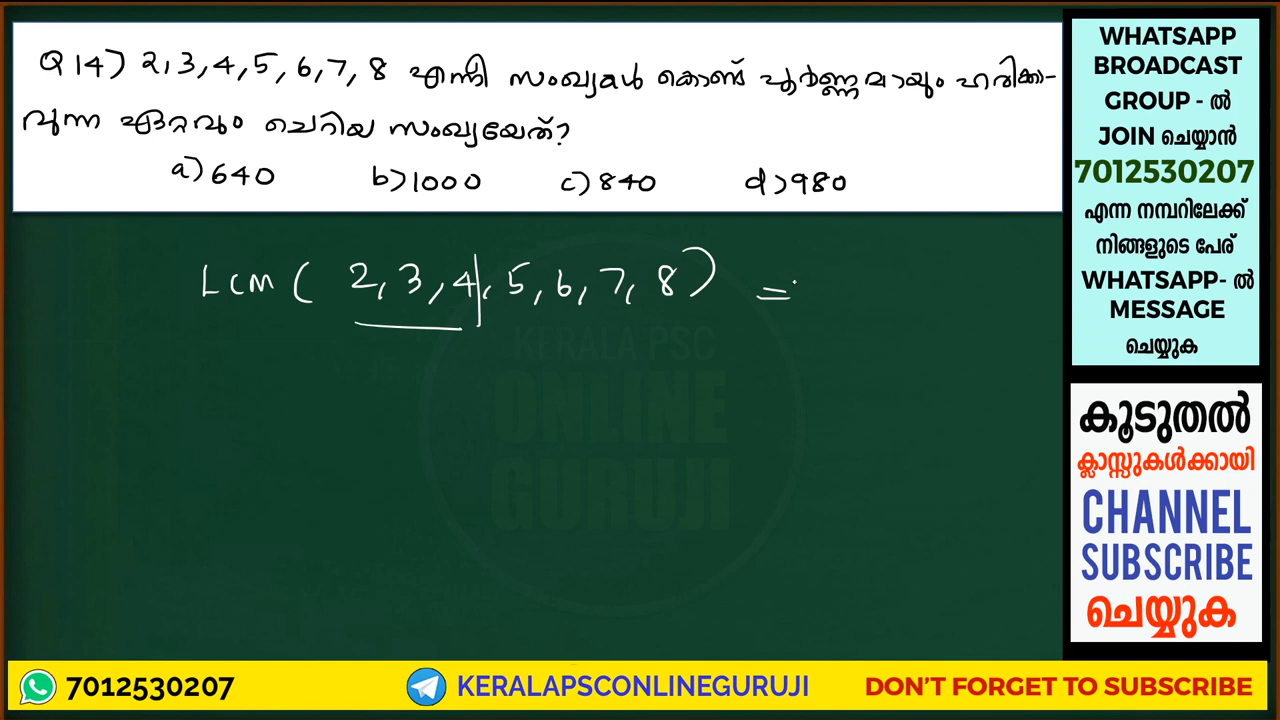 Q 14) 2, 3, 4, 5, 6, 7, 8 എന്നീ സംഖ്യകൾ കൊണ്ട് പൂർണ്ണമായും ഹരിക്കാ-
വുന്ന ഏറ്റവും ചെറിയ സംഖ്യയേത്?
a) 640 b) 1000 c) 840 d) 980
LCM ( 2, 3, 4, 5, 6, 7, 8 ) =
KERALA PSC
ONLINE
GURUJI
WHATSAPP
BROADCAST
GROUP - ൽ
JOIN ചെയ്യാൻ
7012530207
എന്ന നമ്പറിലേക്ക്
നിങ്ങളുടെ പേര്
WHATSAPP- ൽ
MESSAGE
ചെയ്യുക
കൂടുതൽ
ക്ലാസ്സുകൾക്കായി
CHANNEL
SUBSCRIBE
ചെയ്യുക
7012530207 KERALAPSCONLINEGURUJI DON'T FORGET TO SUBSCRIBE